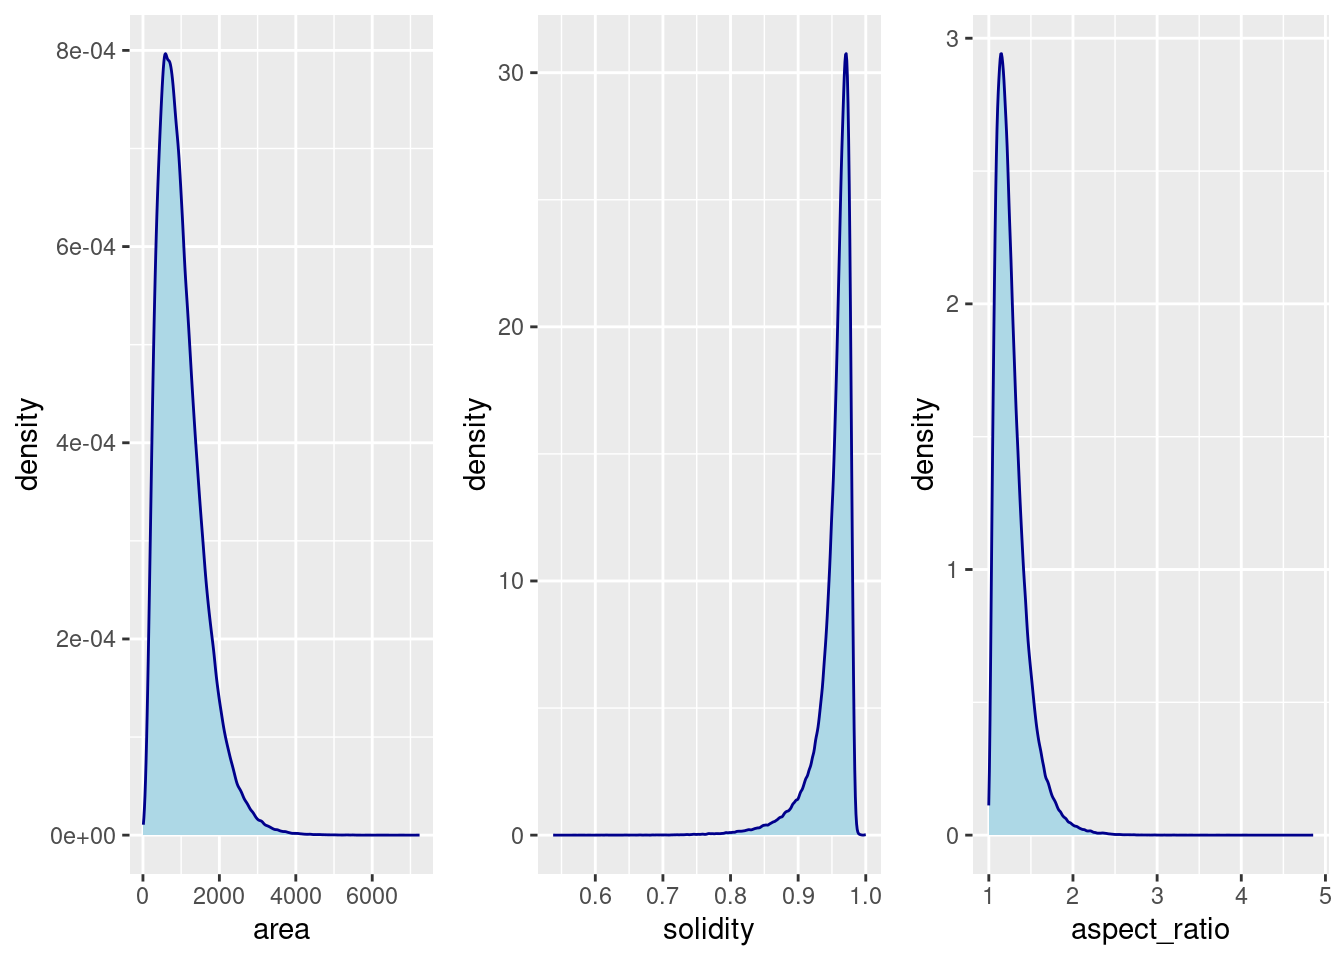 density
8e-04
6e-04
4e-04
2e-04
0e+00
0 2000 4000 6000
area
density
30
20
10
0
0.6 0.7 0.8 0.9 1.0
solidity
density
3
2
1
0
1 2 3 4 5
aspect_ratio